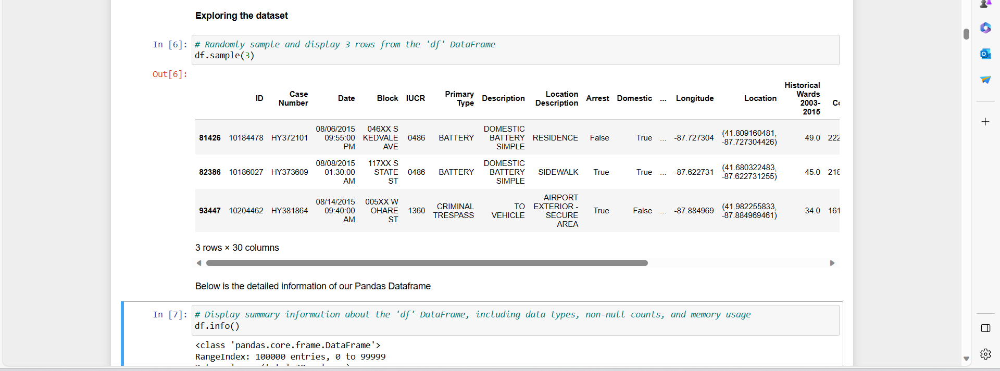 Exploring the dataset
In [6]: # Randomly sample and display 3 rows from the 'df' DataFrame
df.sample(3)
Out[6]:
ID Case Number Date Block IUCR Primary Type Description Location Description Arrest Domestic ... Longitude Location Historical Wards 2003-2015
81426 10184478 HY372101 08/06/2015 09:55:00 PM 046XX S KEDVALE AVE 0486 BATTERY DOMESTIC BATTERY SIMPLE RESIDENCE False True ... -87.727304 (41.809160481, -87.727304426) 49.0 222
82386 10186027 HY373609 08/08/2015 01:30:00 AM 117XX S STATE ST 0486 BATTERY DOMESTIC BATTERY SIMPLE SIDEWALK True True ... -87.622731 (41.680322483, -87.622731255) 45.0 218
93447 10204462 HY381864 08/14/2015 09:40:00 AM 005XX W OHARE ST 1360 CRIMINAL TRESPASS TO VEHICLE AIRPORT EXTERIOR - SECURE AREA True False ... -87.884969 (41.982255833, -87.884969461) 34.0 161
3 rows × 30 columns
Below is the detailed information of our Pandas Dataframe
In [7]: # Display summary information about the 'df' DataFrame, including data types, non-null counts, and memory usage
df.info()
<class 'pandas.core.frame.DataFrame'>
RangeIndex: 100000 entries, 0 to 99999